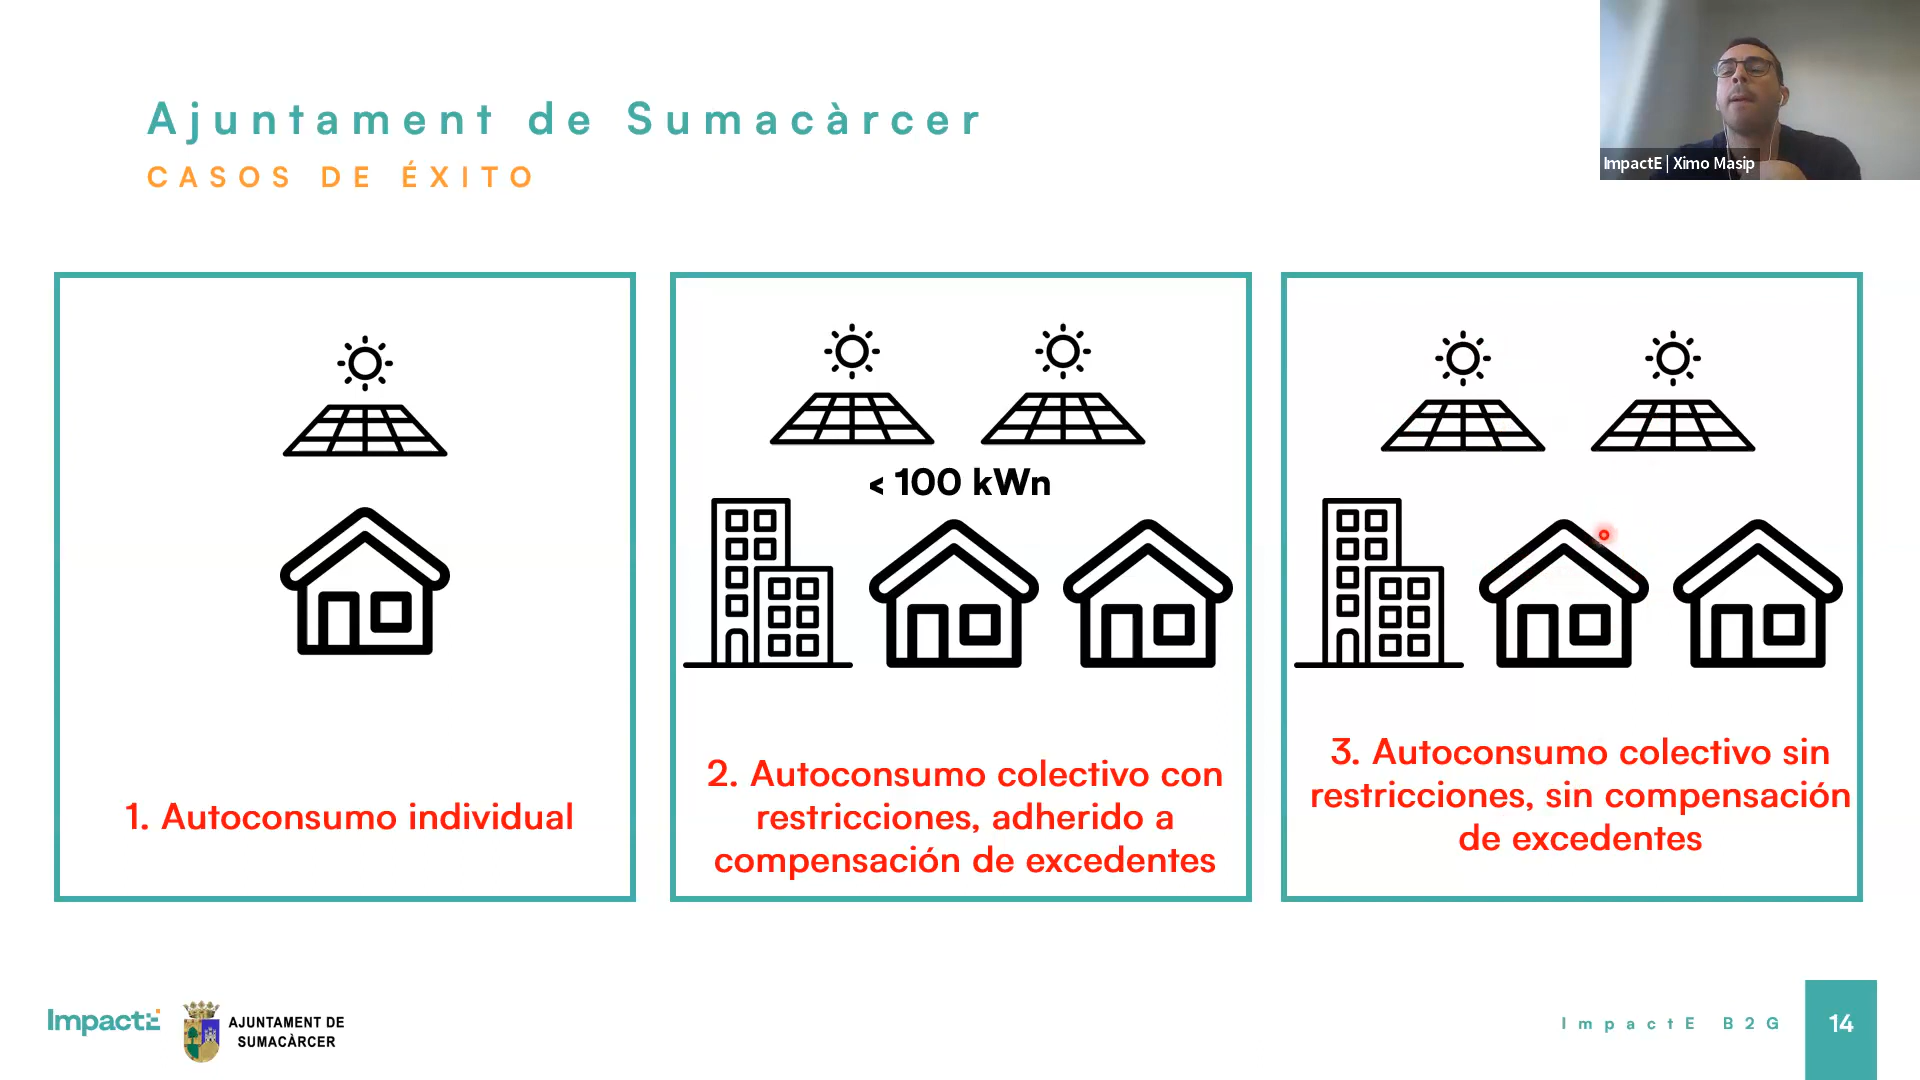 Ajuntament de Sumacàrcer
CASOS DE ÉXITO
ImpactE | Ximo Masip
1. Autoconsumo individual
< 100 kWn
2. Autoconsumo colectivo con
restricciones, adherido a
compensación de excedentes
3. Autoconsumo colectivo sin
restricciones, sin compensación
de excedentes
ImpactE
AJUNTAMENT DE
SUMACÀRCER
ImpactE B2G
14